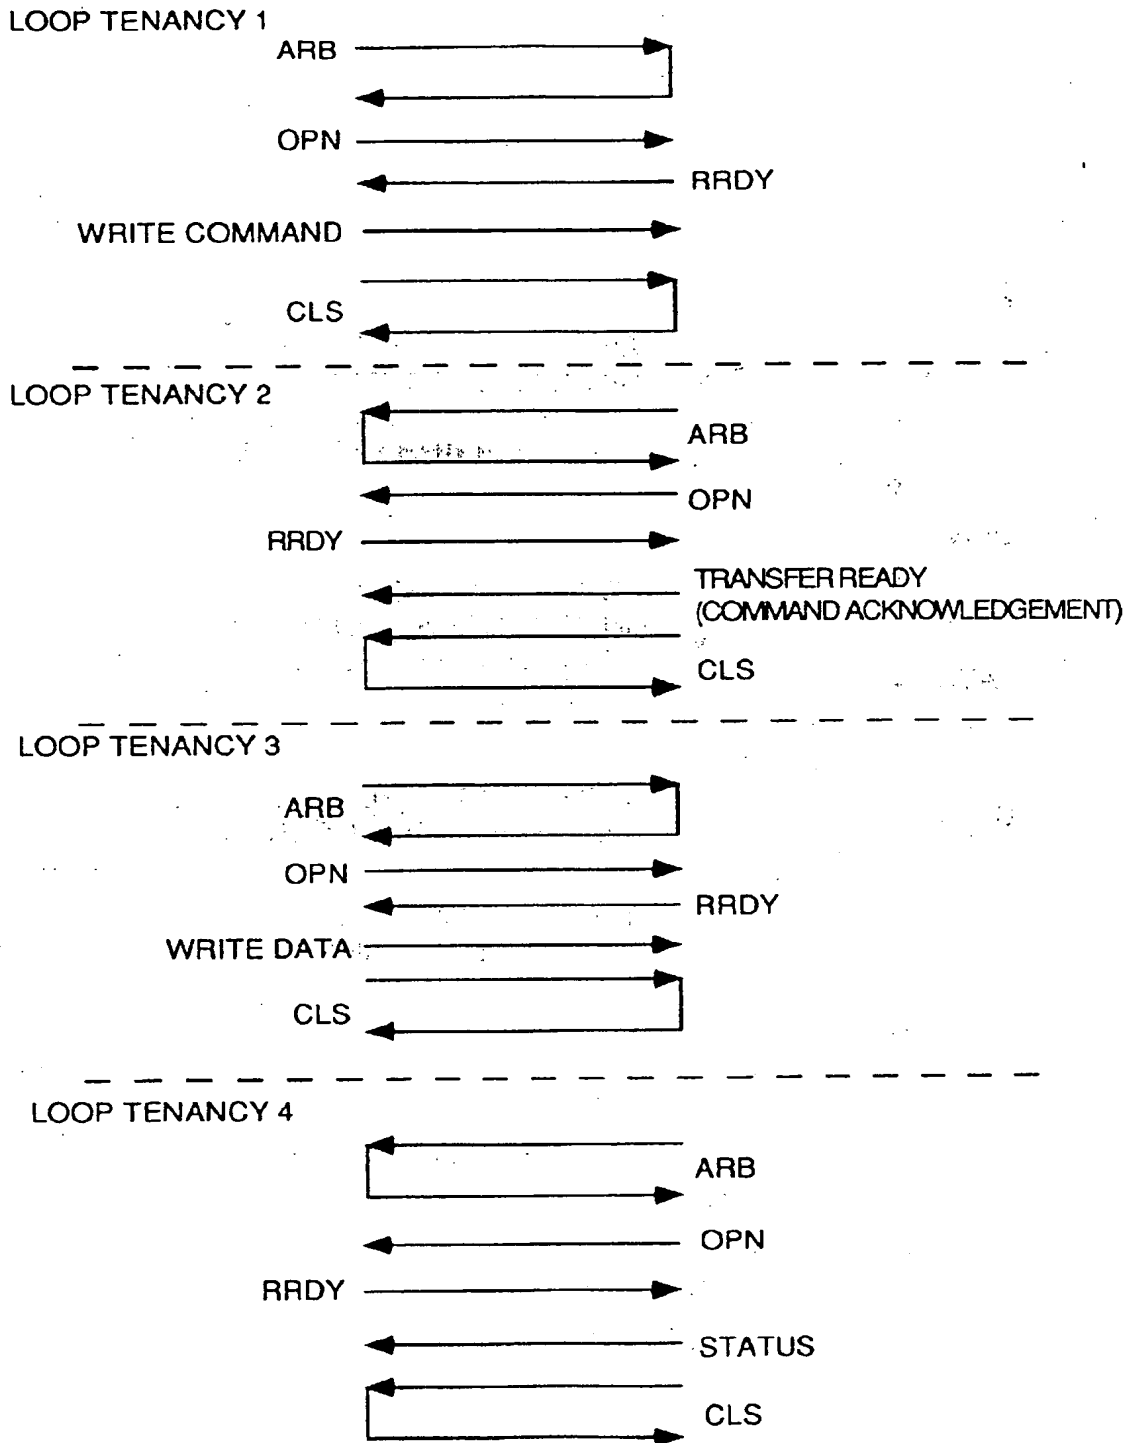 LOOP TENANCY 1
ARB
OPN
RRDY
WRITE COMMAND
CLS
LOOP TENANCY 2
ARB
OPN
RRDY
TRANSFER READY
(COMMAND ACKNOWLEDGEMENT)
CLS
LOOP TENANCY 3
ARB
OPN
RRDY
WRITE DATA
CLS
LOOP TENANCY 4
ARB
OPN
RRDY
STATUS
CLS